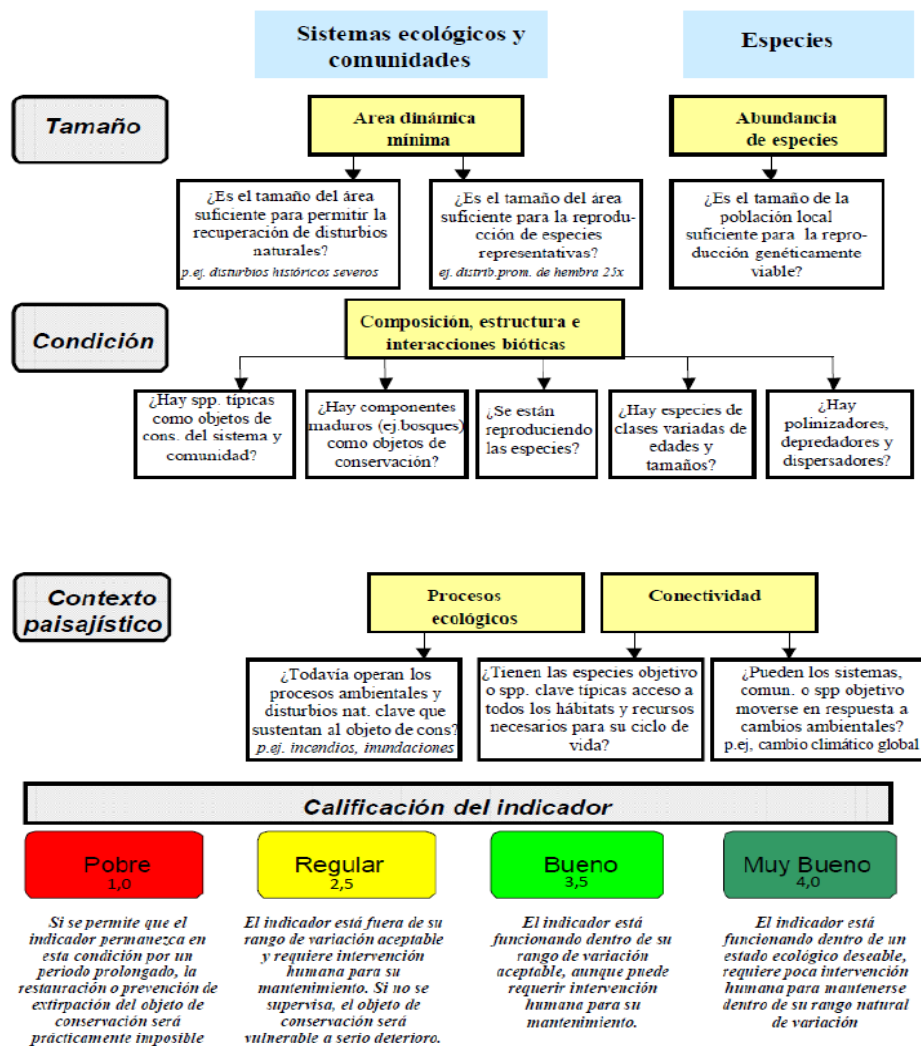 Sistemas ecológicos y
comunidades
Especies
Tamaño
Area dinámica
mínima
Abundancia
de especies
¿Es el tamaño del área
suficiente para permitir la
recuperación de disturbios
naturales?
p.ej. disturbios históricos severos
¿Es el tamaño del área
suficiente para la reproduc-
ción de especies
representativas?
ej. distrib.prom. de hembra 25x
¿Es el tamaño de la
población local
suficiente para la repro-
ducción genéticamente
viable?
Condición
Composición, estructura e
interacciones bióticas
¿Hay spp. típicas
como objetos de
cons. del sistema y
comunidad?
¿Hay componentes
maduros (ej.bosques)
como objetos de
conservación?
¿Se están
reproduciendo
las especies?
¿Hay especies de
clases variadas de
edades y
tamaños?
¿Hay
polinizadores,
depredadores y
dispersadores?
Contexto
paisajístico
Procesos
ecológicos
Conectividad
¿Todavía operan los
procesos ambientales y
disturbios nat. clave que
sustentan al objeto de cons?
p.ej. incendios, inundaciones
¿Tienen las especies objetivo
o spp. clave típicas acceso a
todos los hábitats y recursos
necesarios para su ciclo de
vida?
¿Pueden los sistemas,
comun. o spp objetivo
moverse en respuesta a
cambios ambientales?
p.ej, cambio climático global
Calificación del indicador
Pobre
1,0
Regular
2,5
Bueno
3,5
Muy Bueno
4,0
Si se permite que el
indicador permanezca en
esta condición por un
periodo prolongado, la
restauración o prevención de
extirpación del objeto de
conservación será
prácticamente imposible
El indicador está fuera de su
rango de variación aceptable
y requiere intervención
humana para su
mantenimiento. Si no se
supervisa, el objeto de
conservación será
vulnerable a serio deterioro.
El indicador está
funcionando dentro de su
rango de variación
aceptable, aunque puede
requerir intervención
humana para su
mantenimiento.
El indicador está
funcionando dentro de un
estado ecológico deseable,
requiere poca intervención
humana para mantenerse
dentro de su rango natural
de variación